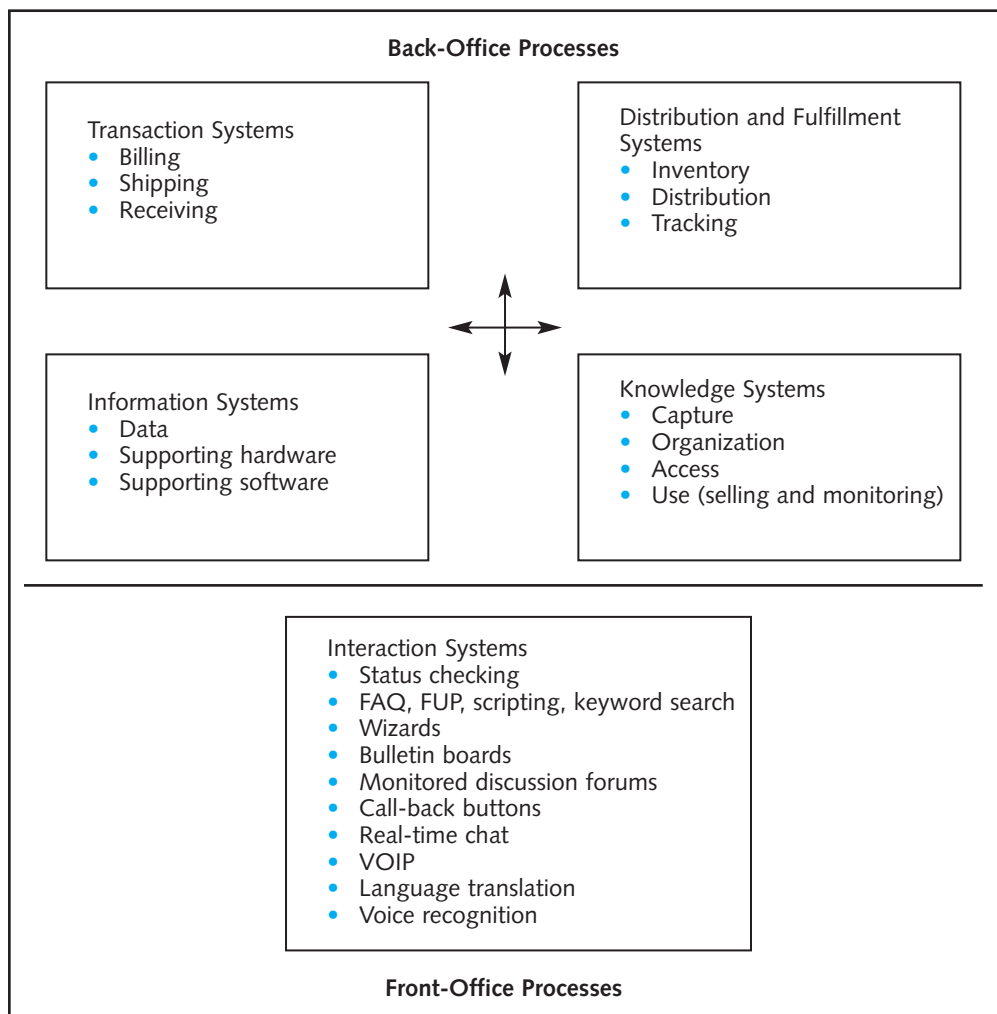 Back-Office Processes
Transaction Systems
• Billing
• Shipping
• Receiving
Distribution and Fulfillment
Systems
• Inventory
• Distribution
• Tracking
Information Systems
• Data
• Supporting hardware
• Supporting software
Knowledge Systems
• Capture
• Organization
• Access
• Use (selling and monitoring)
Interaction Systems
• Status checking
• FAQ, FUP, scripting, keyword search
• Wizards
• Bulletin boards
• Monitored discussion forums
• Call-back buttons
• Real-time chat
• VOIP
• Language translation
• Voice recognition
Front-Office Processes